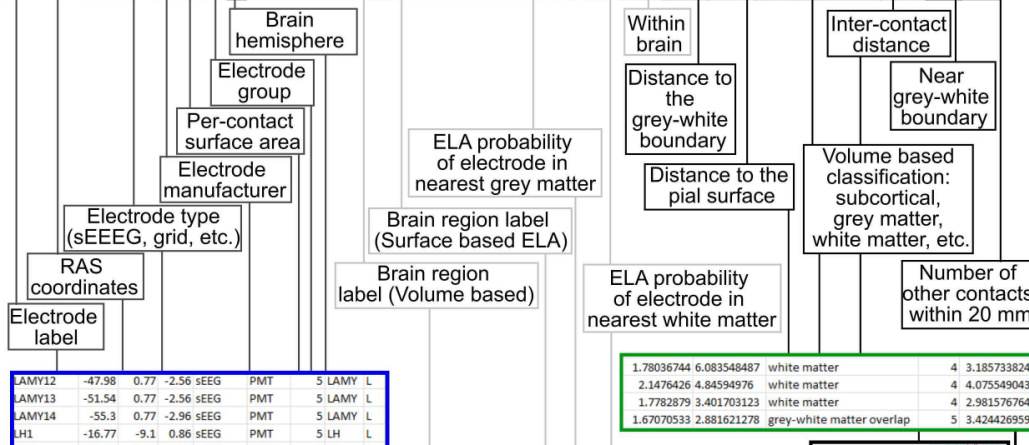 Brain
hemisphere
Electrode
group
Per-contact
surface area
Electrode
manufacturer
Electrode type
(sEEEG, grid, etc.)
RAS
coordinates
Electrode
label
ELA probability
of electrode in
nearest grey matter
Brain region label
(Surface based ELA)
Brain region
label (Volume based)
Within
brain
Distance to
the
grey-white
boundary
Distance to the
pial surface
ELA probability
of electrode in
nearest white matter
Inter-contact
distance
Near
grey-white
boundary
Volume based
classification:
subcortical,
grey matter,
white matter, etc.
Number of
other contacts
within 20 mm
LAMY12 -47.98 0.77 -2.56 sEEG PMT 5 LAMY L
LAMY13 -51.54 0.77 -2.56 sEEG PMT 5 LAMY L
LAMY14 -55.3 0.77 -2.96 sEEG PMT 5 LAMY L
LH1 -16.77 -9.1 0.86 sEEG PMT 5 LH L
1.78036744 6.083548487 white matter 4 3.185733824
2.1476426 4.84594976 white matter 4 4.075549043
1.7782879 3.401703123 white matter 4 2.981576764
1.67070533 2.881621278 grey-white matter overlap 5 3.424426959